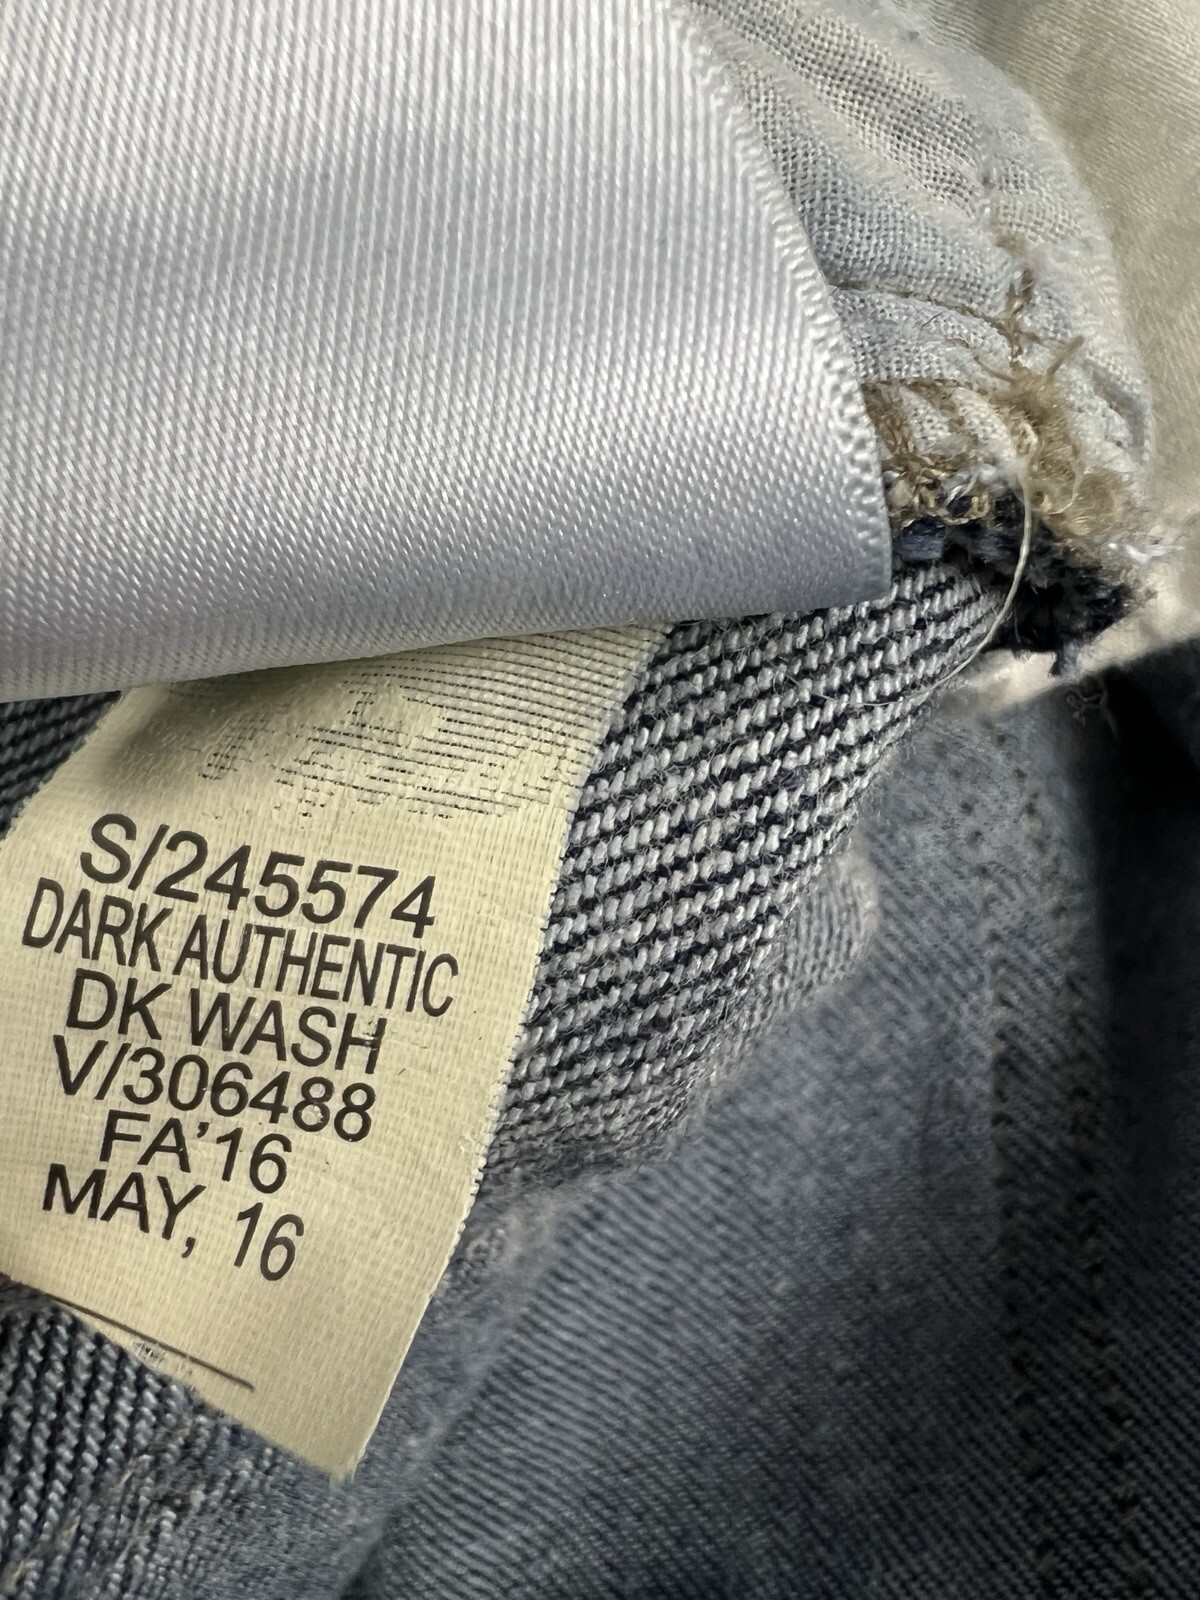 S/245574
DARK AUTHENTIC
DK WASH
V/306488
FA'16
MAY, 16